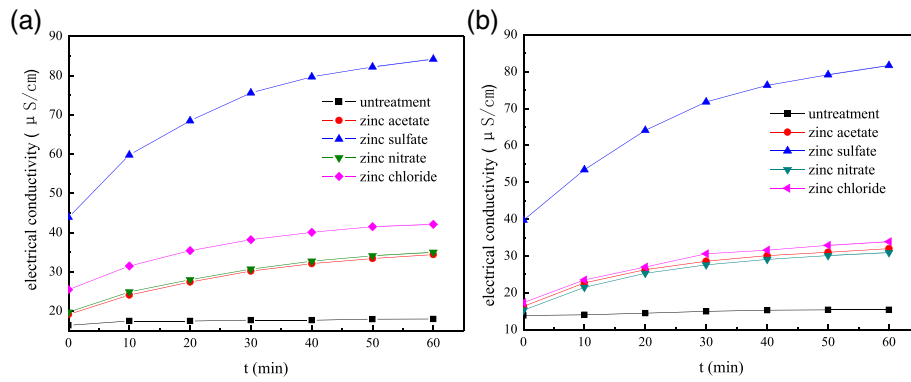 (a)
90
80
70
60
50
40
30
20
electrical conductivity ( μ S/cm)
untreatment
zinc acetate
zinc sulfate
zinc nitrate
zinc chloride
0 10 20 30 40 50 60
t (min)
(b)
90
80
70
60
50
40
30
20
10
electrical conductivity ( μ S/cm)
untreatment
zinc acetate
zinc sulfate
zinc nitrate
zinc chloride
0 10 20 30 40 50 60
t (min)